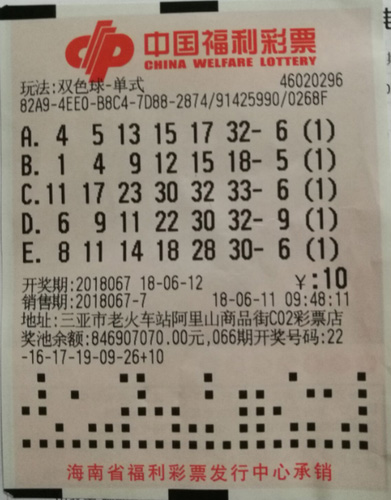 中国福利彩票
CHINA WELFARE LOTTERY
玩法:双色球-单式 46020296
82A9-4EE0-B8C4-7D88-2874/91425990/0268F
A. 4 5 13 15 17 32- 6 (1)
B. 1 4 9 12 15 18- 5 (1)
C. 11 17 23 30 32 33- 6 (1)
D. 6 9 11 22 30 32- 9 (1)
E. 8 11 14 18 28 30- 6 (1)
开奖期:2018067 18-06-12 ¥:10
销售期:2018067-7 18-06-11 09:48:11
地址:三亚市老火车站阿里山商品街C02彩票店
奖池余额:846907070.00元,066期开奖号码:22
-16-17-19-09-26+10
海南省福利彩票发行中心承销